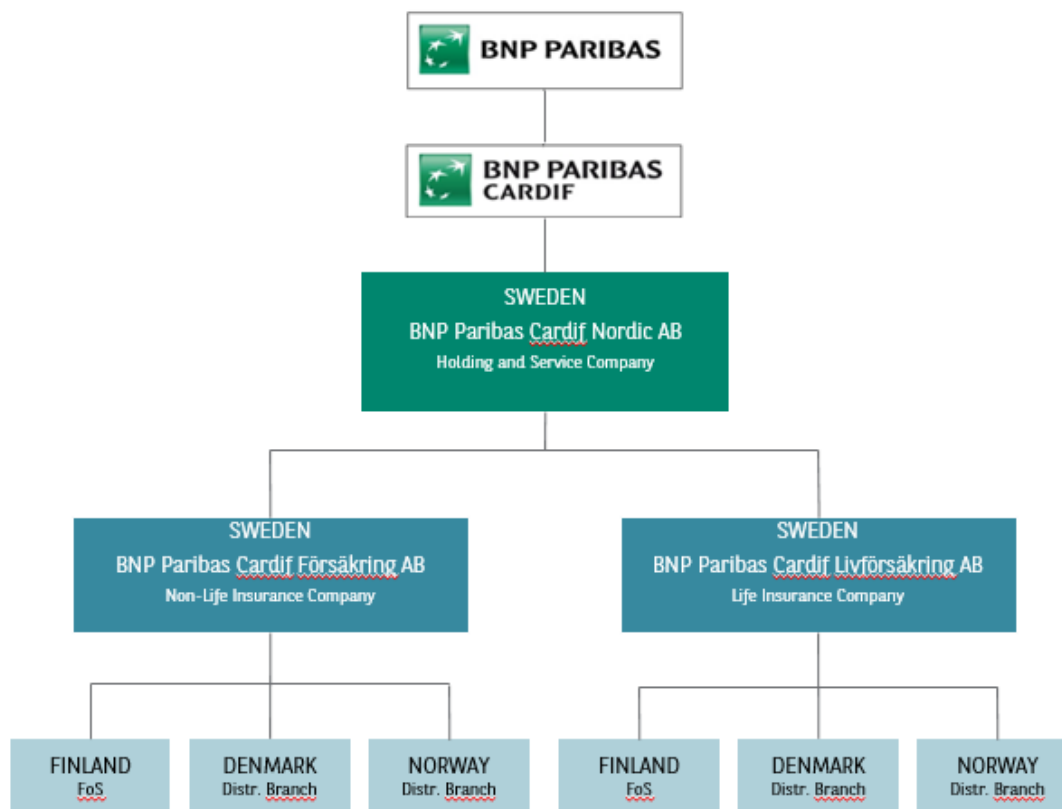 BNP PARIBAS
BNP PARIBAS
CARDIF
SWEDEN
BNP Paribas Cardif Nordic AB
Holding and Service Company
SWEDEN
BNP Paribas Cardif Försäkring AB
Non-Life Insurance Company
SWEDEN
BNP Paribas Cardif Livförsäkring AB
Life Insurance Company
FINLAND
FoS
DENMARK
Distr. Branch
NORWAY
Distr. Branch
FINLAND
FoS
DENMARK
Distr. Branch
NORWAY
Distr. Branch